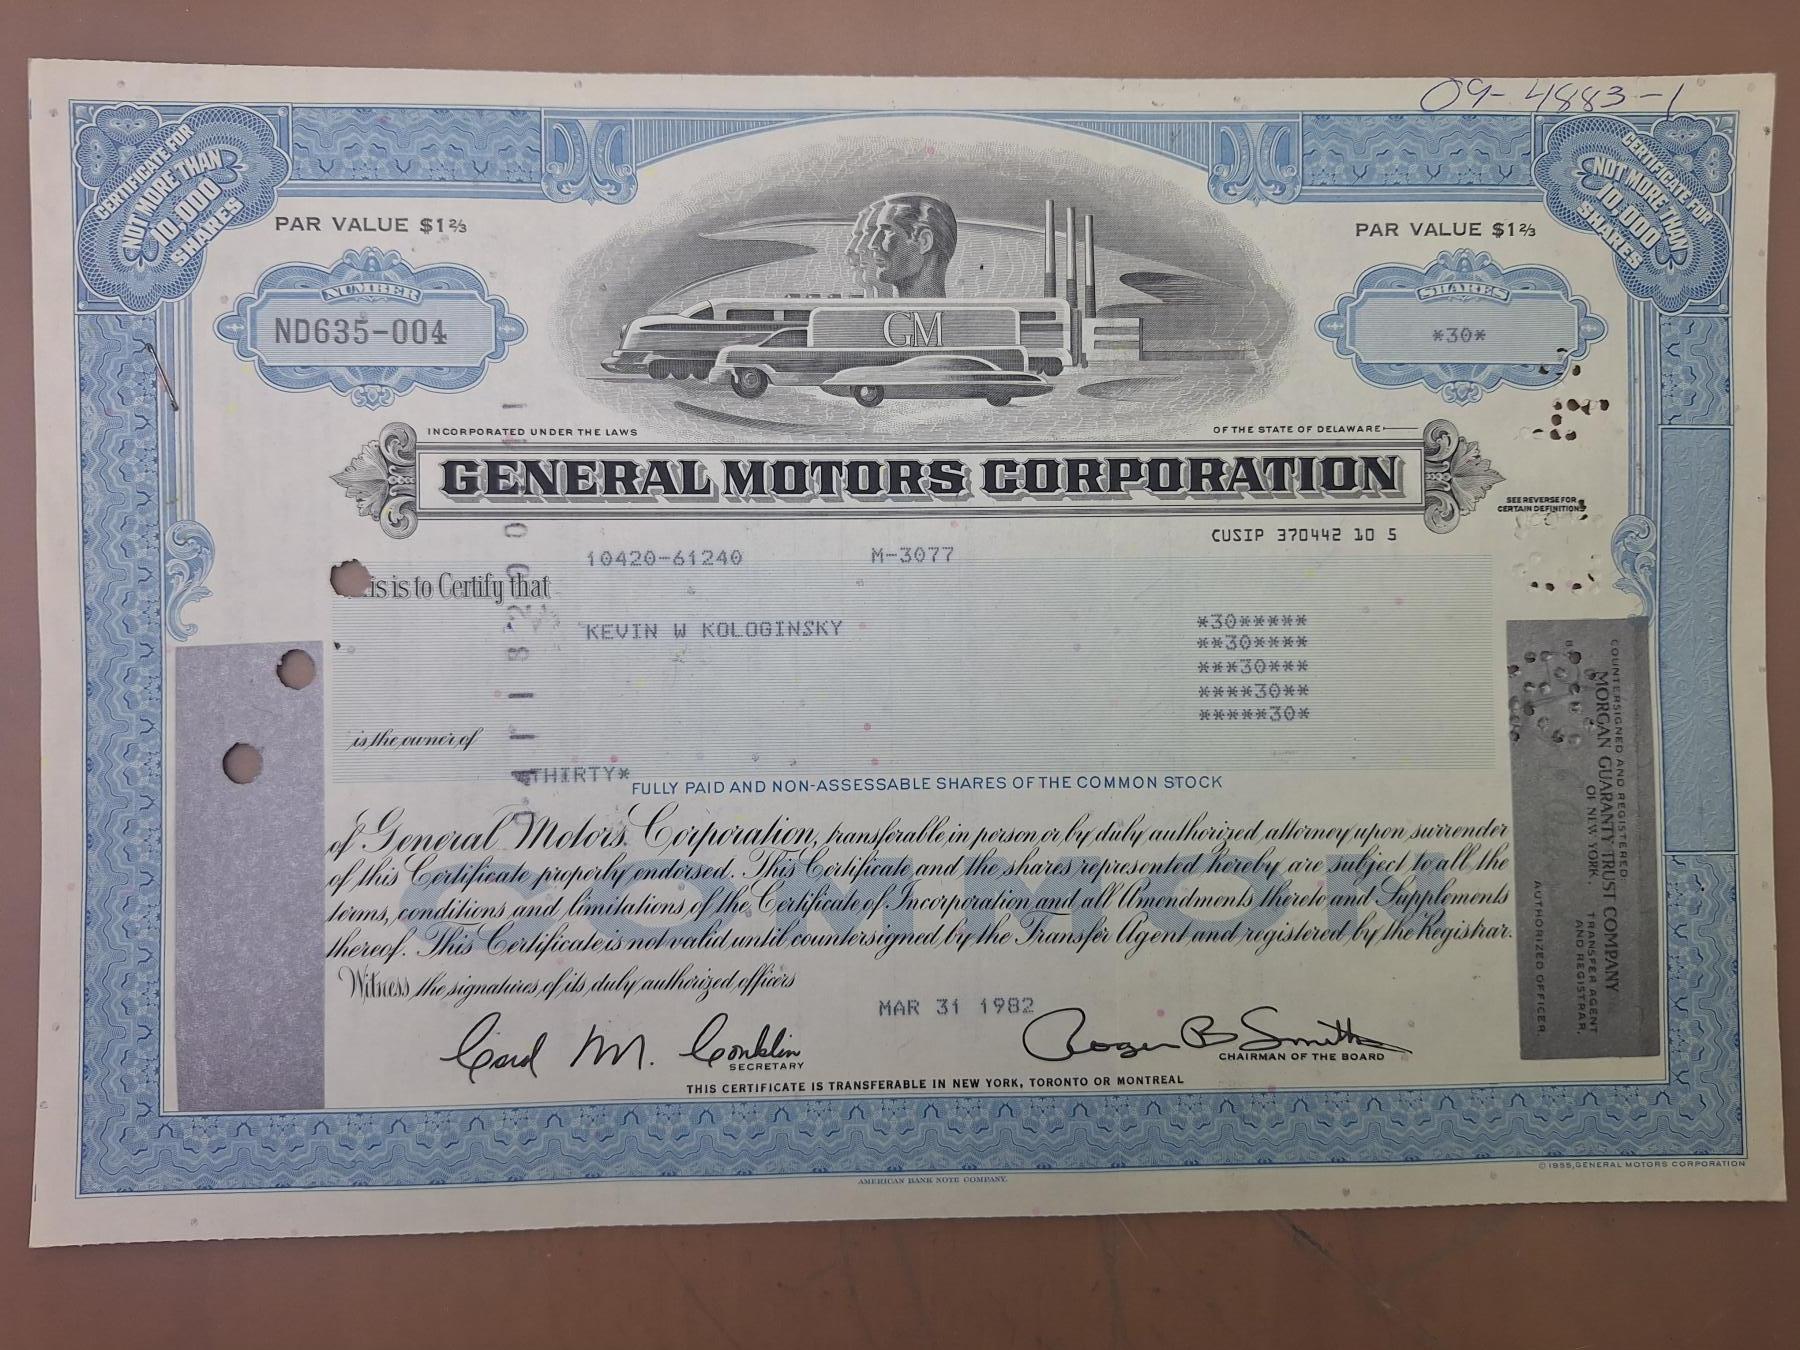 09-4883-1
CERTIFICATE FOR
NOT MORE THAN
10,000
SHARES
CERTIFICATE FOR
NOT MORE THAN
10,000
SHARES
PAR VALUE $1⅔
PAR VALUE $1⅔
NUMBER
ND635-004
SHARES
*30*
GM
INCORPORATED UNDER THE LAWS
OF THE STATE OF DELAWARE
GENERAL MOTORS CORPORATION
SEE REVERSE FOR
CERTAIN DEFINITIONS
CUSIP 370442 10 5
10420-61240 M-3077
is is to Certify that
KEVIN W KOLOGINSKY
*30*****
**30****
***30***
****30**
*****30*
is the owner of
*THIRTY*
FULLY PAID AND NON-ASSESSABLE SHARES OF THE COMMON STOCK
COMMON
of General Motors Corporation, transferable in person or by duly authorized attorney upon surrender
of this Certificate properly endorsed. This Certificate and the shares represented hereby are subject to all the
terms, conditions and limitations of the Certificate of Incorporation and all Amendments thereto and Supplements
thereof. This Certificate is not valid until countersigned by the Transfer Agent and registered by the Registrar.
Witness the signatures of its duly authorized officers
MAR 31 1982
Carol M. Conklin
SECRETARY
Roger B Smith
CHAIRMAN OF THE BOARD
THIS CERTIFICATE IS TRANSFERABLE IN NEW YORK, TORONTO OR MONTREAL
COUNTERSIGNED AND REGISTERED:
MORGAN GUARANTY TRUST COMPANY
OF NEW YORK,
TRANSFER AGENT
AND REGISTRAR,
AUTHORIZED OFFICER.
© 1955, GENERAL MOTORS CORPORATION
AMERICAN BANK NOTE COMPANY.